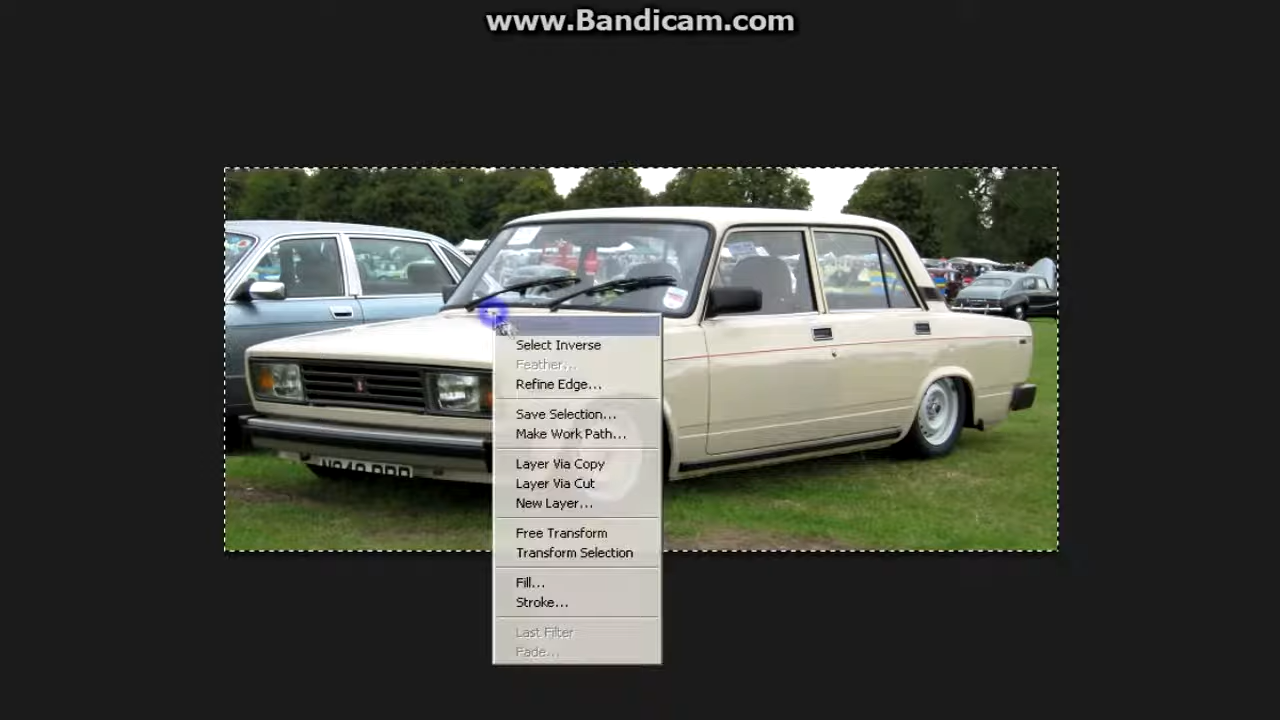 www.Bandicam.com
Select Inverse
Feather...
Refine Edge...
Save Selection...
Make Work Path...
Layer Via Copy
Layer Via Cut
New Layer...
Free Transform
Transform Selection
Fill...
Stroke...
Last Filter
Fade...